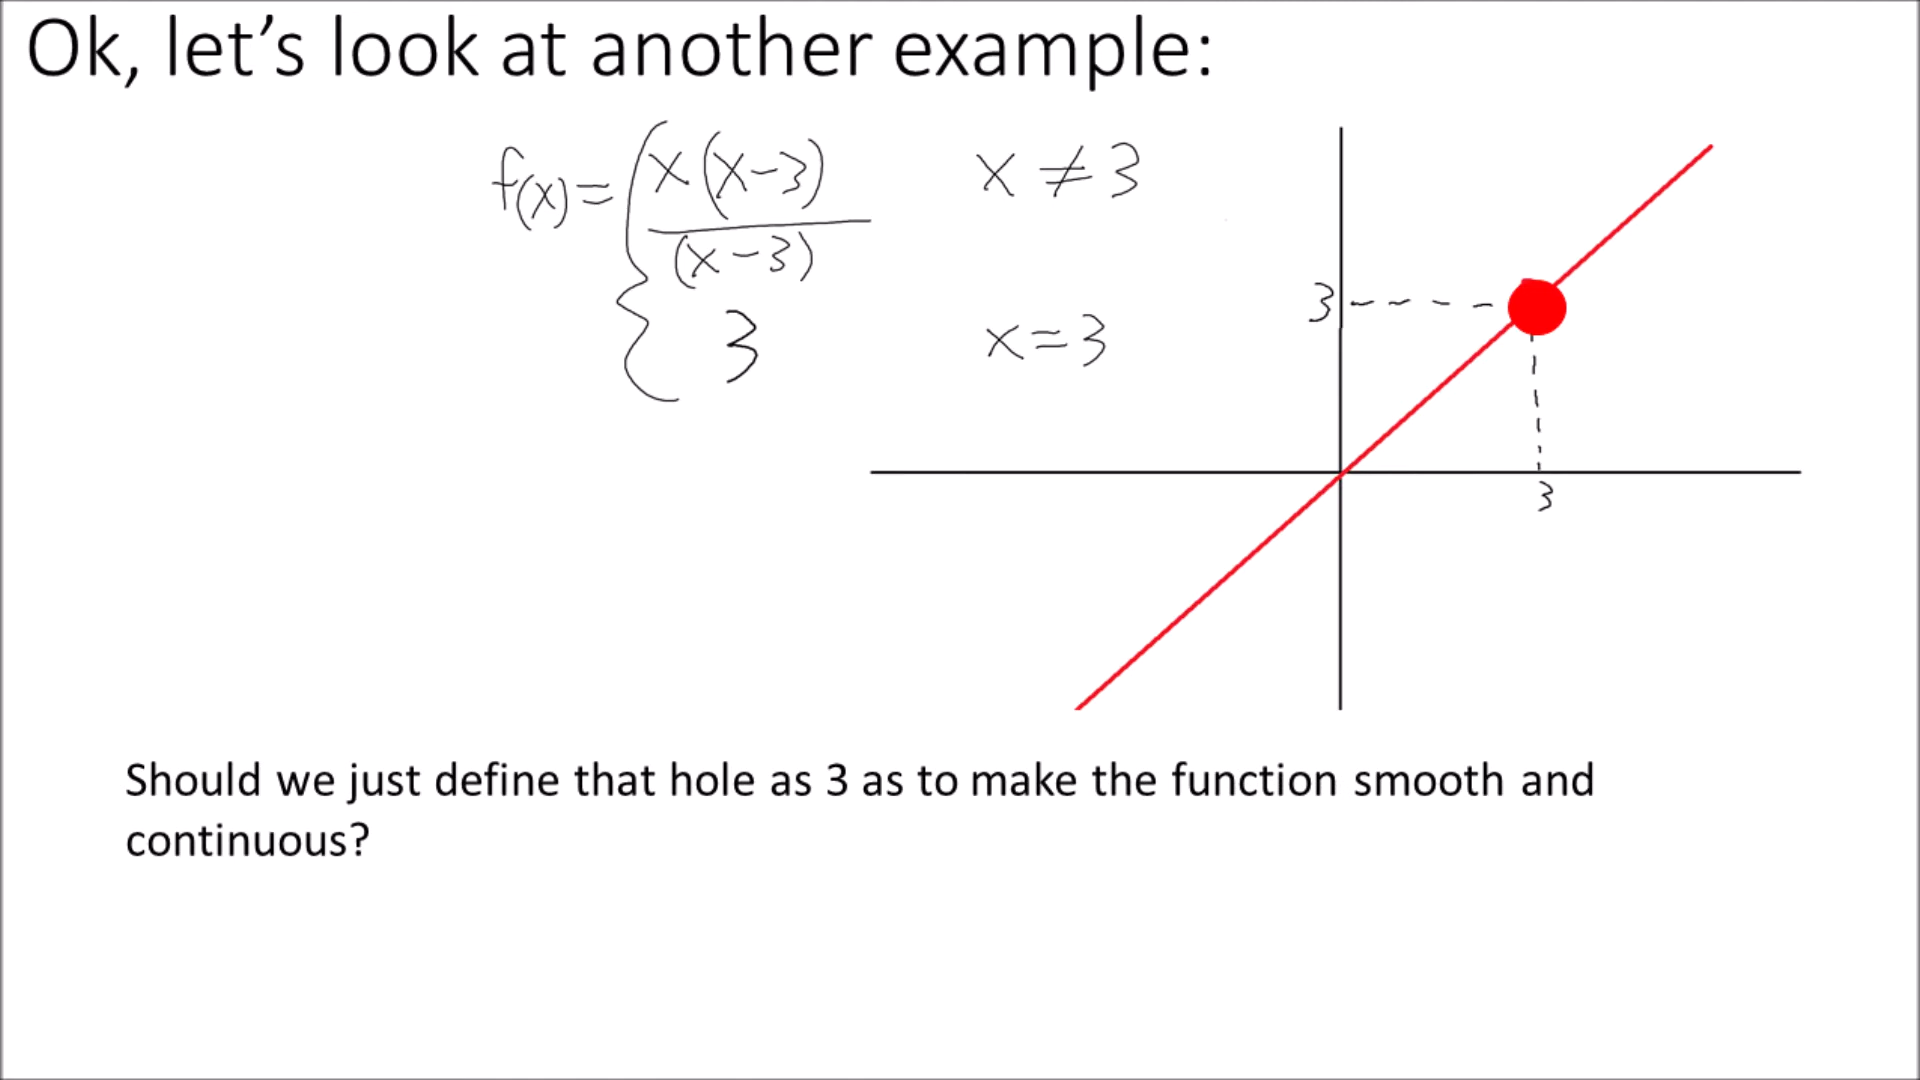 Ok, let’s look at another example:
f(x) = { x(x-3) x ≠ 3
(x-3)
3 x = 3
3
3
Should we just define that hole as 3 as to make the function smooth and
continuous?